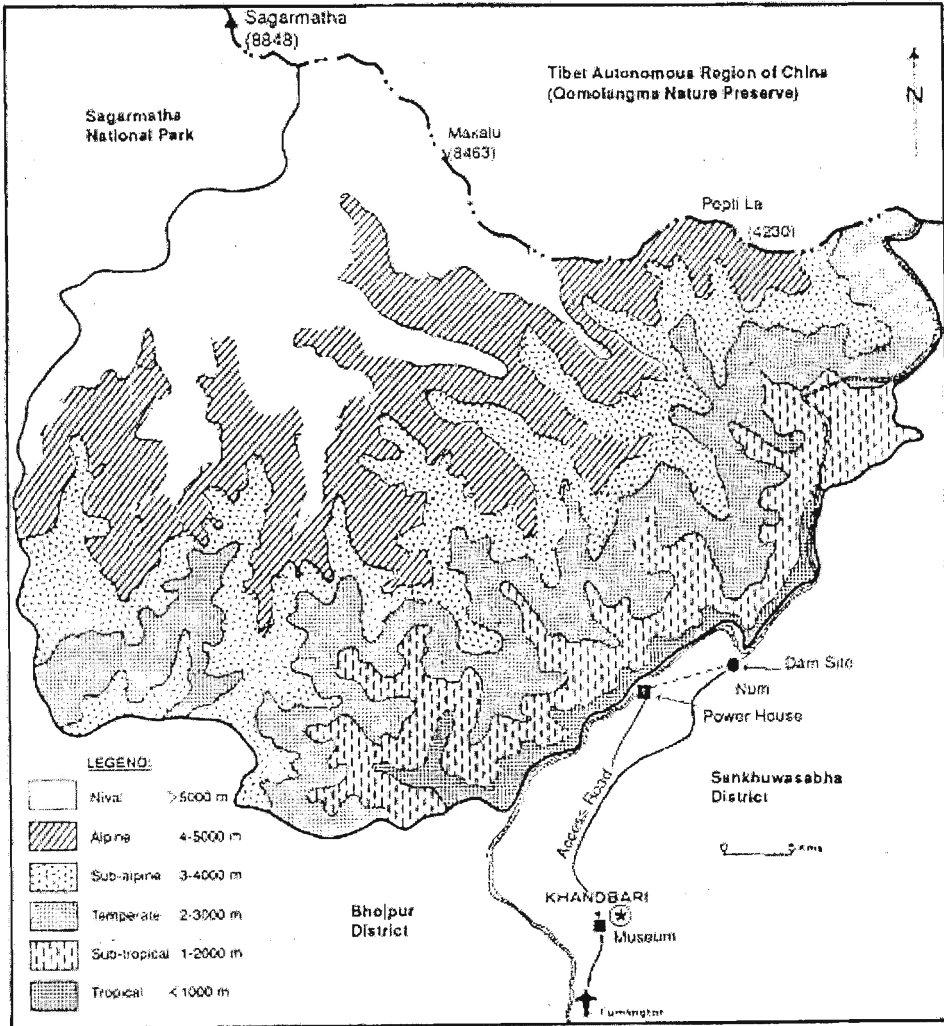 Sagarmatha
(8848)
Tibet Autonomous Region of China
(Qomolangma Nature Preserve)
N
Sagarmatha
National Park
Makalu
(8463)
Popti La
(4230)
Dam Site
Num
Power House
Access Road
Sankhuwasabha
District
Kms
KHANDBARI
Museum
Tumlingtar
Bhojpur
District
LEGEND:
Nival >5000 m
Alpine 4-5000 m
Sub-alpine 3-4000 m
Temperate 2-3000 m
Sub-tropical 1-2000 m
Tropical <1000 m